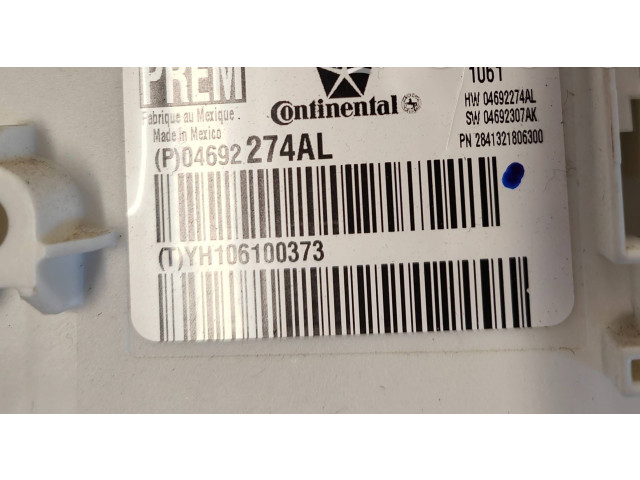 PREM
Fabrique au Mexique.
Made in Mexico
Continental
1061
HW 04692274AL
SW 04692307AK
PN 2841321806300
(P)04692 274AL
(T)YH106100373